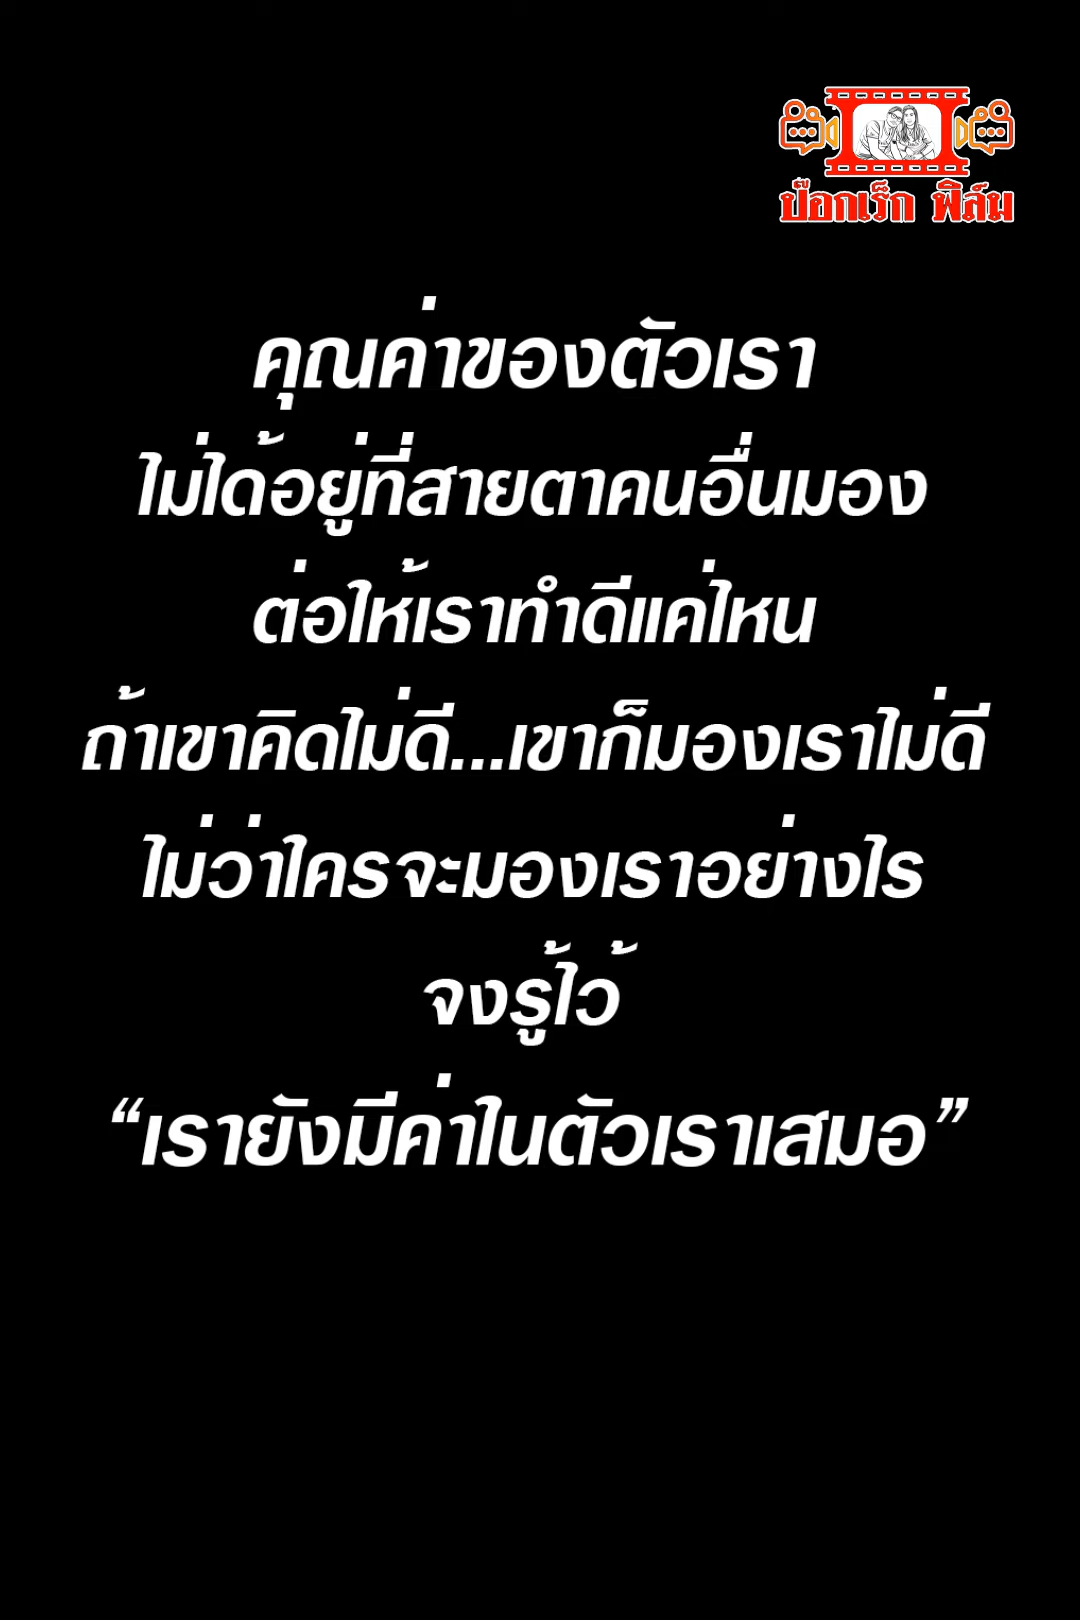 ป๊อกเร็ก ฟิล์ม
คุณค่าของตัวเรา
ไม่ได้อยู่ที่สายตาคนอื่นมอง
ต่อให้เราทำดีแค่ไหน
ถ้าเขาคิดไม่ดี...เขาก็มองเราไม่ดี
ไม่ว่าใครจะมองเราอย่างไร
จงรู้ไว้
“เรายังมีค่าในตัวเราเสมอ”